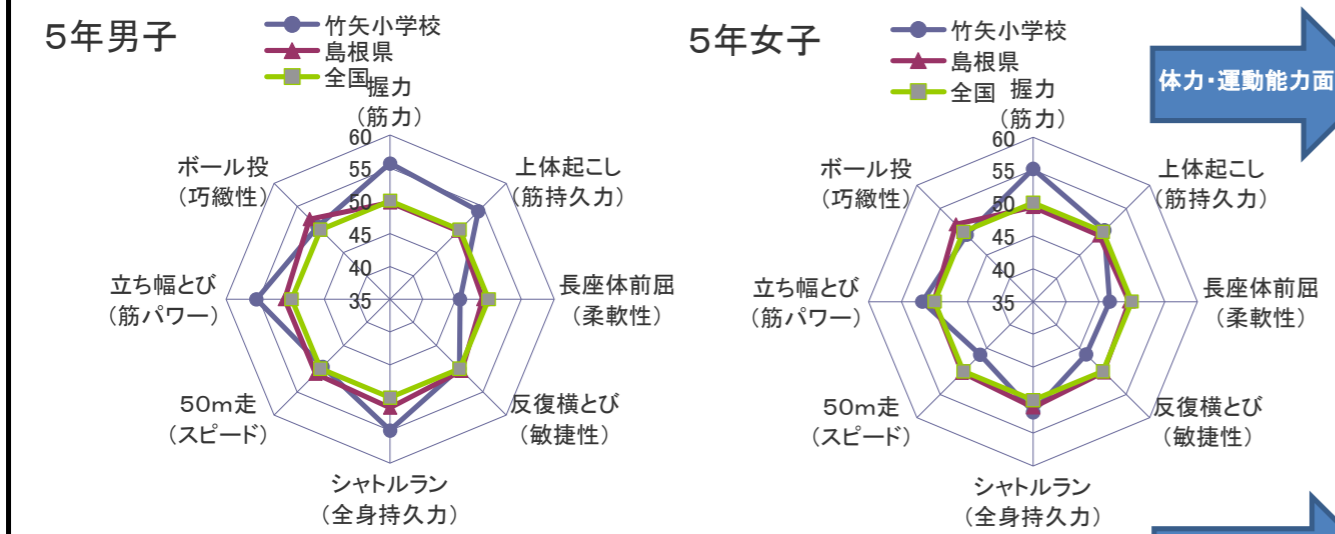 5年男子
竹矢小学校
島根県
全国
握力
(筋力)
上体起こし
(筋持久力)
長座体前屈
(柔軟性)
反復横とび
(敏捷性)
シャトルラン
(全身持久力)
50m走
(スピード)
立ち幅とび
(筋パワー)
ボール投
(巧緻性)
60
55
50
45
40
35
5年女子
竹矢小学校
島根県
全国
握力
(筋力)
上体起こし
(筋持久力)
長座体前屈
(柔軟性)
反復横とび
(敏捷性)
シャトルラン
(全身持久力)
50m走
(スピード)
立ち幅とび
(筋パワー)
ボール投
(巧緻性)
60
55
50
45
40
35
体力・運動能力面